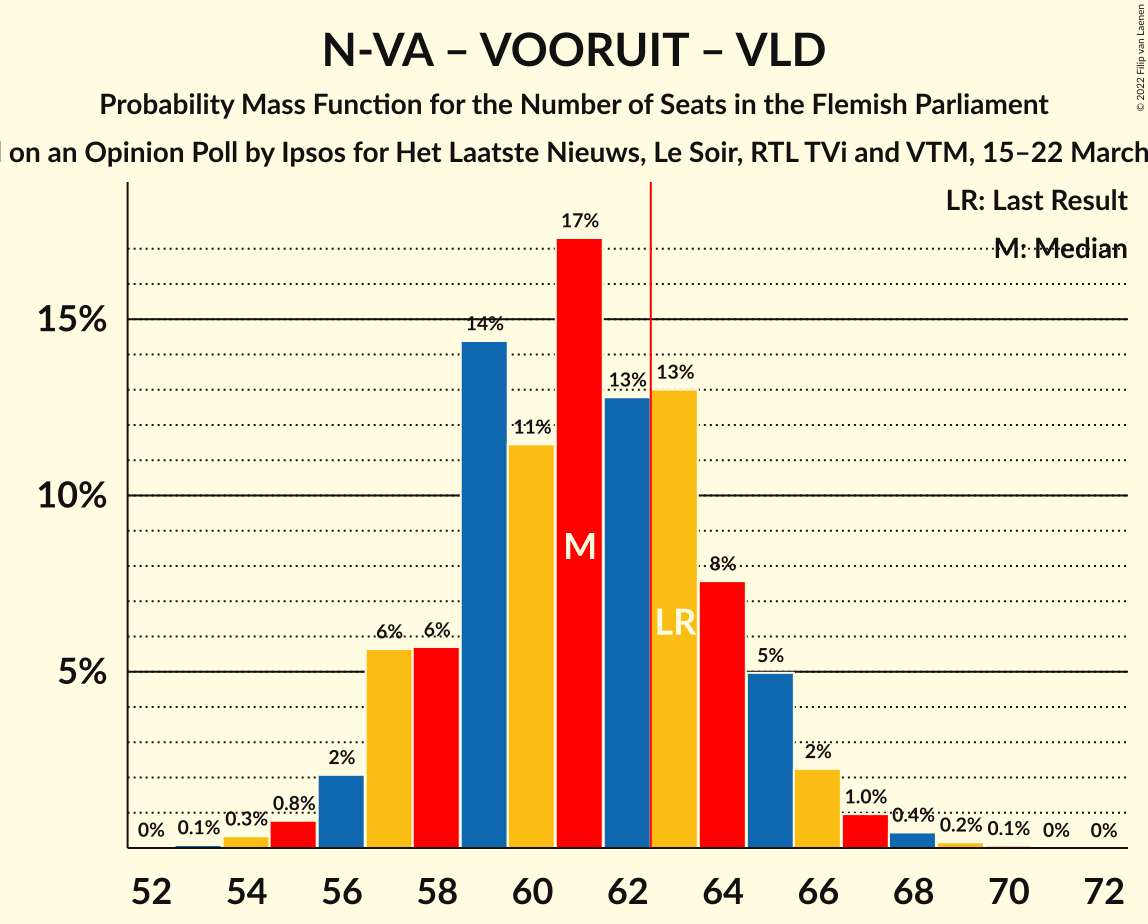 N-VA – VOORUIT – VLD
Probability Mass Function for the Number of Seats in the Flemish Parliament
on an Opinion Poll by Ipsos for Het Laatste Nieuws, Le Soir, RTL TVi and VTM, 15–22 March
© 2022 Filip van Laenen
LR: Last Result
M: Median
17%
15%
14%
13%
13%
11%
10%
M
8%
LR
6%
6%
5%
5%
2%
2%
0%
0.1%
0.3%
0.8%
1.0%
0.4%
0.2%
0.1%
0%
0%
52 54 56 58 60 62 64 66 68 70 72